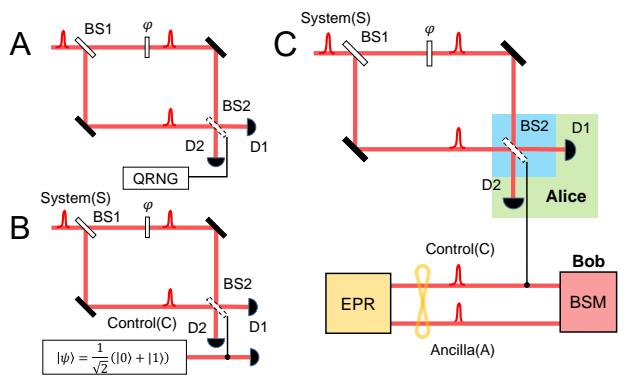 A
BS1
φ
BS2
D2
D1
QRNG
System(S)
B
BS1
φ
BS2
Control(C)
D2
D1
|ψ⟩ = 1/√2 (|0⟩ + |1⟩)
C
System(S)
BS1
φ
BS2
D1
D2
Alice
Control(C)
Bob
EPR
BSM
Ancilla(A)